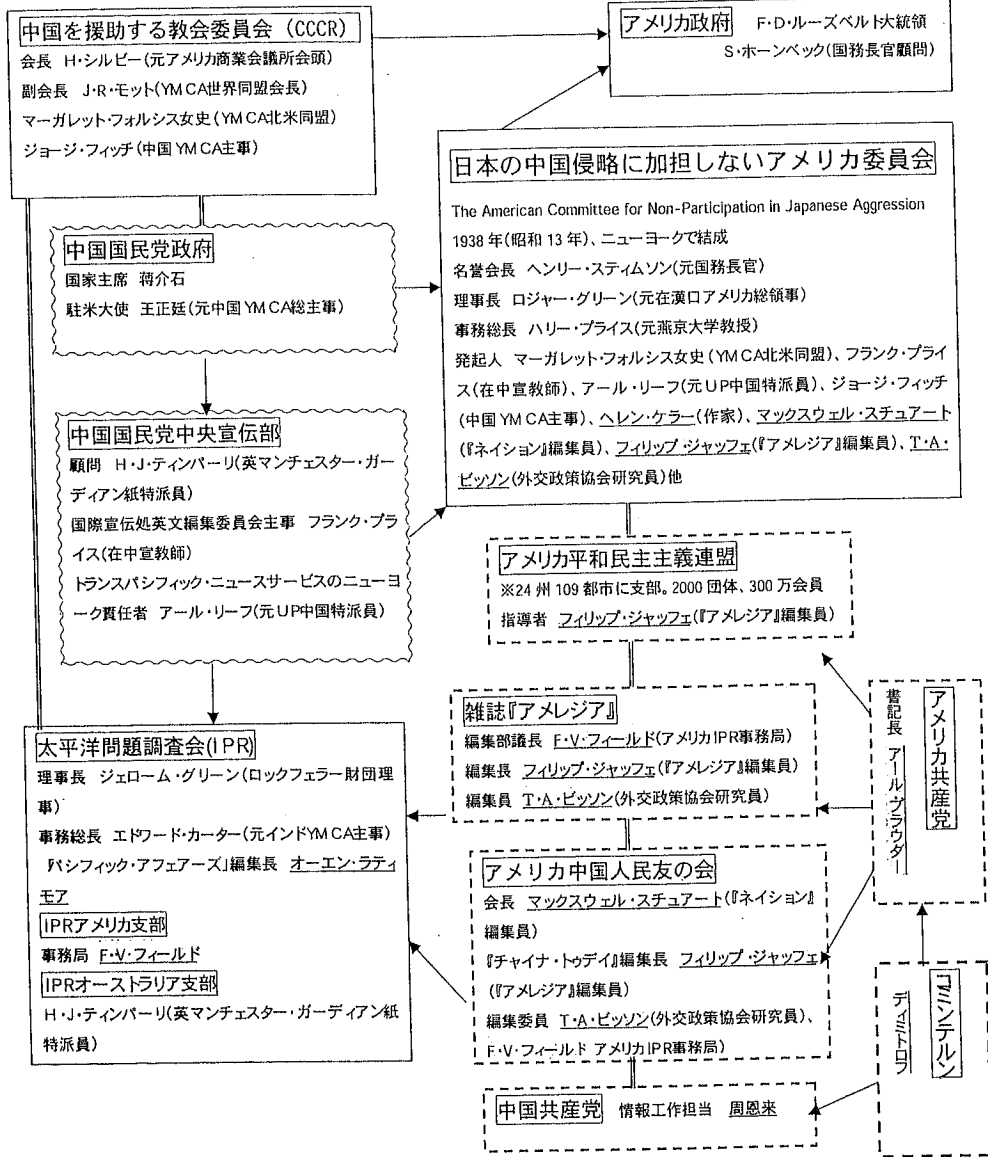 中国を援助する教会委員会 (CCCR)
会長 H・シルビー(元アメリカ商業会議所会頭)
副会長 J・R・モット(YMCA世界同盟会長)
マーガレット・フォルシス女史(YMCA北米同盟)
ジョージ・フィッチ(中国YMCA主事)
アメリカ政府 F・D・ルーズベルト大統領
S・ホーンベック(国務長官顧問)
日本の中国侵略に加担しないアメリカ委員会
The American Committee for Non-Participation in Japanese Aggression
1938年(昭和13年)、ニューヨークで結成
名誉会長 ヘンリー・スティムソン(元国務長官)
理事長 ロジャー・グリーン(元在漢口アメリカ総領事)
事務総長 ハリー・プライス(元燕京大学教授)
発起人 マーガレット・フォルシス女史(YMCA北米同盟)、フランク・プライ
ス(在中宣教師)、アール・リーフ(元UP中国特派員)、ジョージ・フィッチ
(中国YMCA主事)、ヘレン・ケラー(作家)、マックスウェル・スチュアート
(『ネイション』編集員)、フィリップ・ジャッフェ(『アメレジア』編集員)、T・A・
ビッソン(外交政策協会研究員)他
中国国民党政府
国家主席 蒋介石
駐米大使 王正廷(元中国YMCA総主事)
中国国民党中央宣伝部
顧問 H・J・ティンパーリ(英マンチェスター・ガー
ディアン紙特派員)
国際宣伝処英文編集委員会主事 フランク・プラ
イス(在中宣教師)
トランスパシフィック・ニュースサービスのニューヨ
ーク責任者 アール・リーフ(元UP中国特派員)
アメリカ平和民主主義連盟
※24州109都市に支部。2000団体、300万会員
指導者 フィリップ・ジャッフェ(『アメレジア』編集員)
雑誌『アメレジア』
編集部議長 F・V・フィールド(アメリカIPR事務局)
編集長 フィリップ・ジャッフェ(『アメレジア』編集員)
編集員 T・A・ビッソン(外交政策協会研究員)
太平洋問題調査会(IPR)
理事長 ジェローム・グリーン(ロックフェラー財団理
事)
事務総長 エドワード・カーター(元インドYMCA主事)
『パシフィック・アフェアーズ』編集長 オーエン・ラティ
モア
IPRアメリカ支部
事務局 F・V・フィールド
IPRオーストラリア支部
H・J・ティンパーリ(英マンチェスター・ガーディアン紙
特派員)
アメリカ中国人民友の会
会長 マックスウェル・スチュアート(『ネイション』
編集員)
『チャイナ・トゥデイ』編集長 フィリップ・ジャッフェ
(『アメレジア』編集員)
編集委員 T・A・ビッソン(外交政策協会研究員)、
F・V・フィールド アメリカIPR事務局)
中国共産党 情報工作担当 周恩来
アメリカ共産党
書記長 アール・ブラウダー
コミンテルン
ディミトロフ